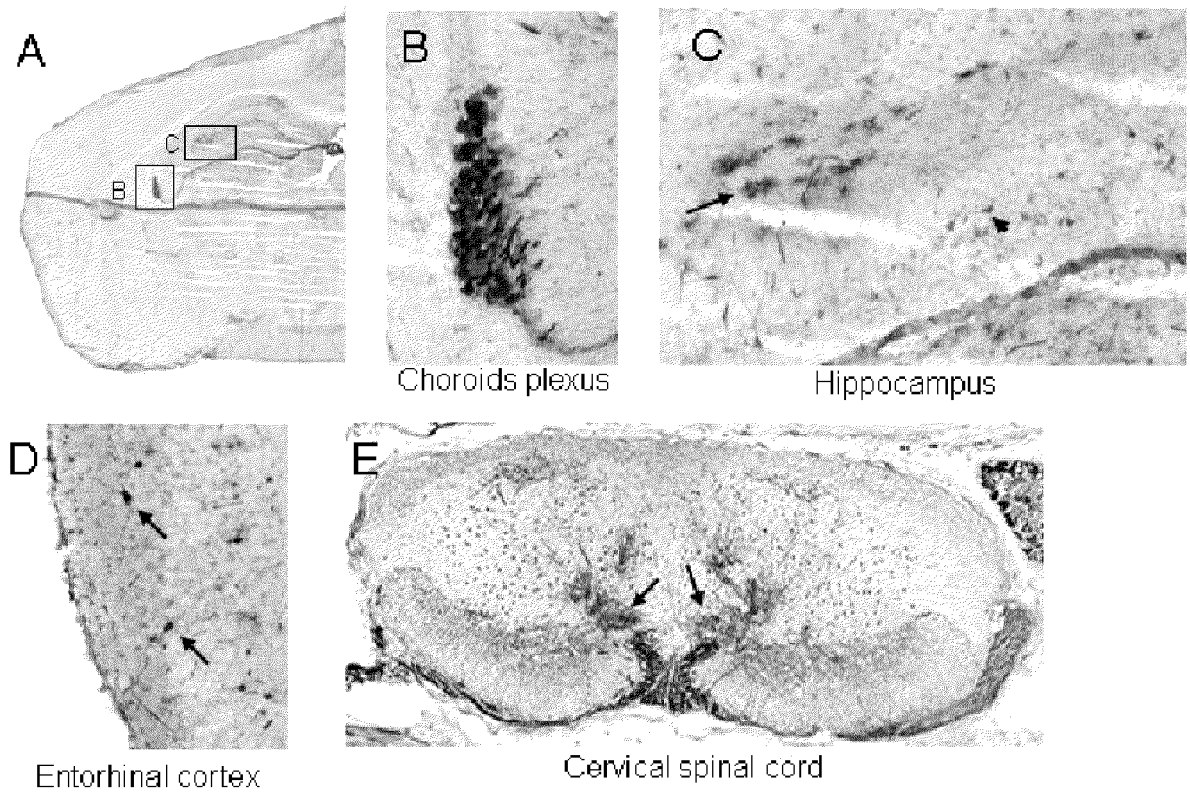 A
C
B
B
Choroids plexus
C
Hippocampus
D
Entorhinal cortex
E
Cervical spinal cord